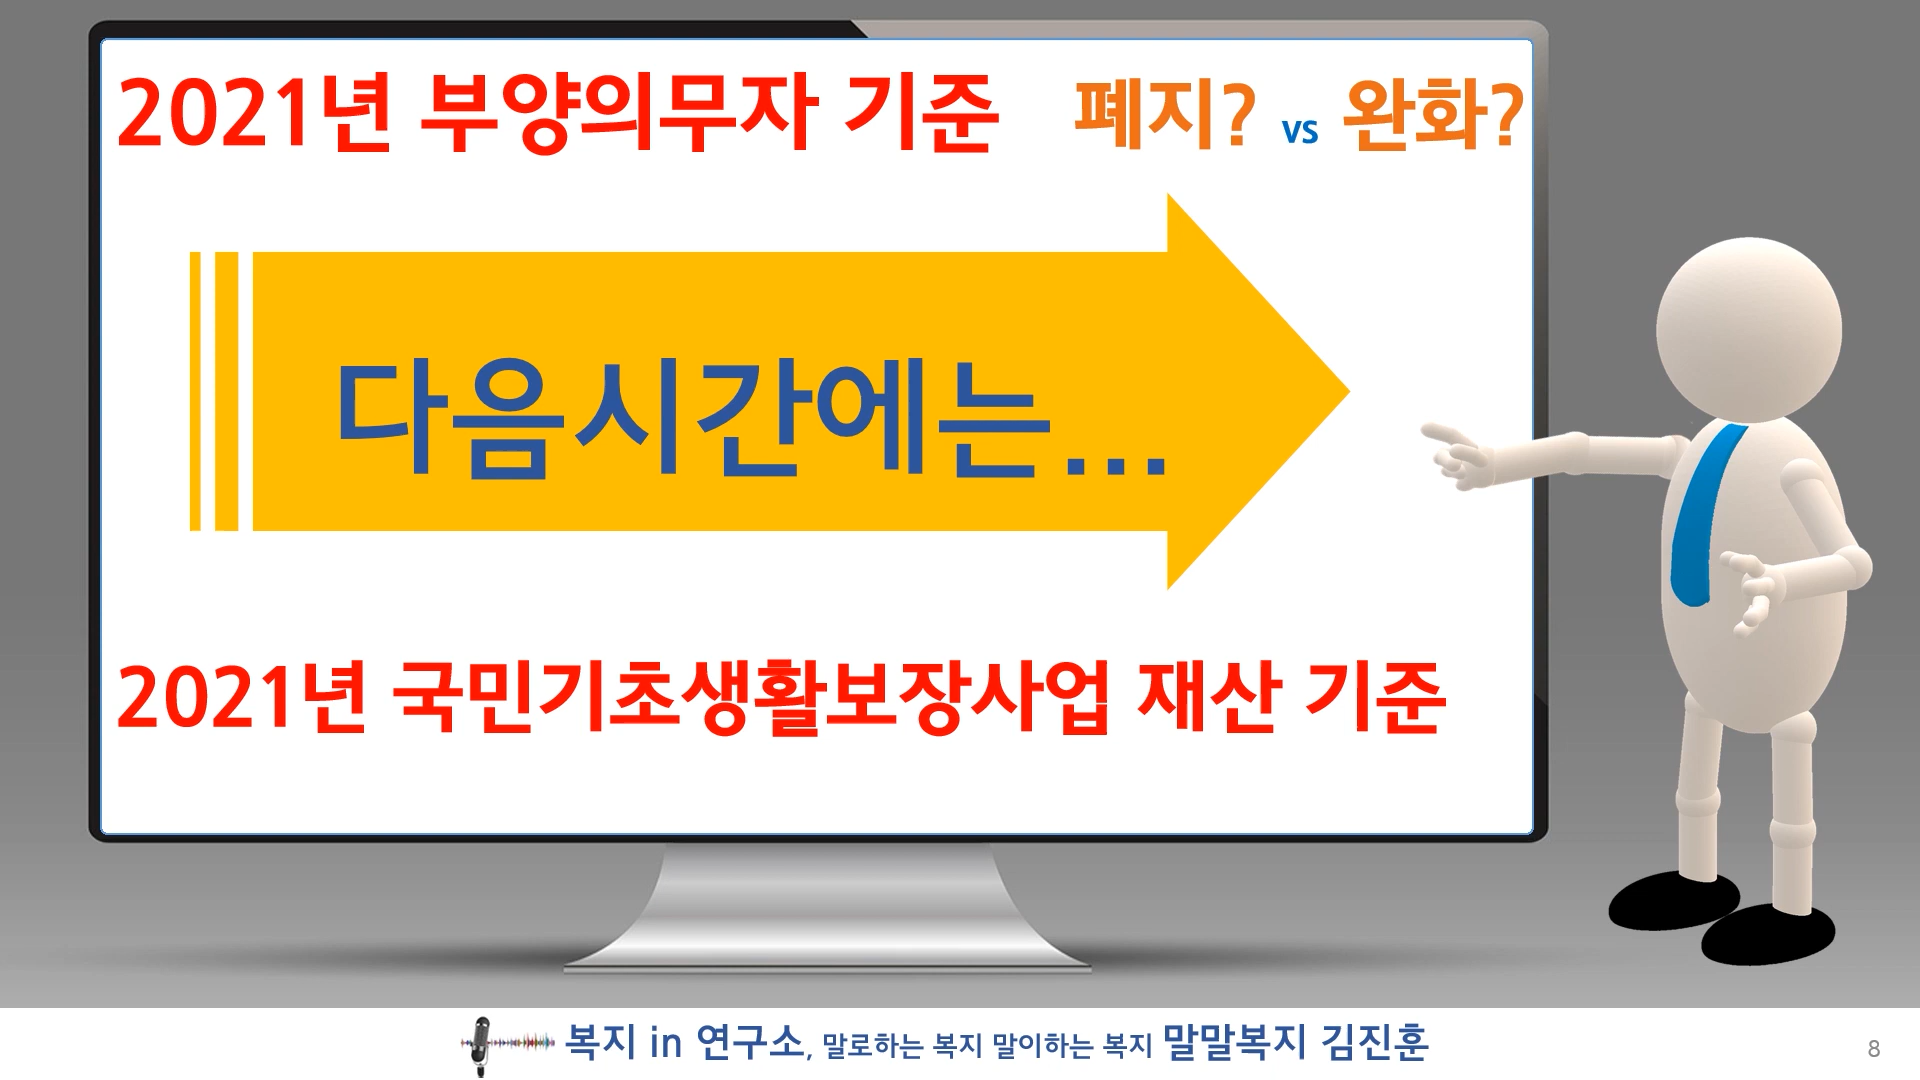 2021년 부양의무자 기준 폐지? vs 완화?
다음시간에는...
2021년 국민기초생활보장사업 재산 기준
복지 in 연구소, 말로하는 복지 말이하는 복지 말말복지 김진훈
8